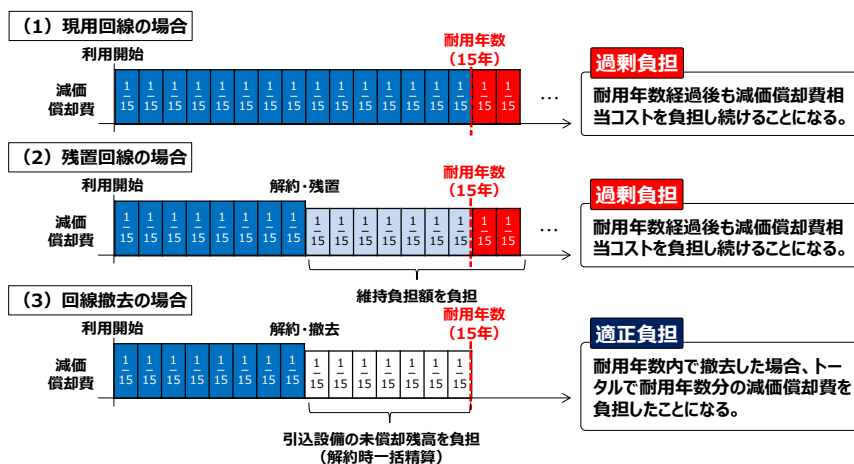 （1）現用回線の場合
利用開始
耐用年数
（15年）
減価
償却費
1 1 1 1 1 1 1 1 1 1 1 1 1 1 1 1 1
15 15 15 15 15 15 15 15 15 15 15 15 15 15 15 15 15
…
過剰負担
耐用年数経過後も減価償却費相
当コストを負担し続けることになる。
（2）残置回線の場合
利用開始
解約・残置
耐用年数
（15年）
減価
償却費
1 1 1 1 1 1 1 1 1 1 1 1 1 1 1 1 1
15 15 15 15 15 15 15 15 15 15 15 15 15 15 15 15 15
…
維持負担額を負担
過剰負担
耐用年数経過後も減価償却費相
当コストを負担し続けることになる。
（3）回線撤去の場合
利用開始
解約・撤去
耐用年数
（15年）
減価
償却費
1 1 1 1 1 1 1 1 1 1 1 1 1 1 1
15 15 15 15 15 15 15 15 15 15 15 15 15 15 15
引込設備の未償却残高を負担
（解約時一括精算）
適正負担
耐用年数内で撤去した場合、トー
タルで耐用年数分の減価償却費を
負担したことになる。